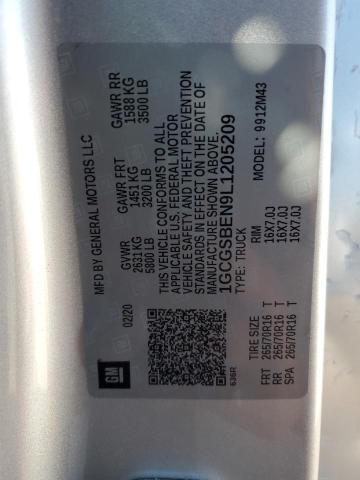 MFD BY GENERAL MOTORS LLC
02/20
GVWR
2631 KG
5800 LB
GAWR FRT
1451 KG
3200 LB
GAWR RR
1588 KG
3500 LB
THIS VEHICLE CONFORMS TO ALL
APPLICABLE U.S. FEDERAL MOTOR
VEHICLE SAFETY AND THEFT PREVENTION
STANDARDS IN EFFECT ON THE DATE OF
MANUFACTURE SHOWN ABOVE.
1GCGSBEN9L1205209
TYPE: TRUCK
MODEL: 9912M43
GM
63I6R
TIRE SIZE
RIM
FRT 265/70R16 T 16X7.0J
RR 265/70R16 T 16X7.0J
SPA 265/70R16 T 16X7.0J